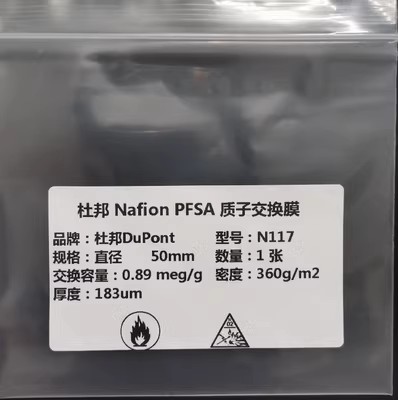 杜邦 Nafion PFSA 质子交换膜
品牌：杜邦DuPont 型号：N117
规格：直径 50mm 数量：1 张
交换容量：0.89 meg/g 密度：360g/m2
厚度：183um